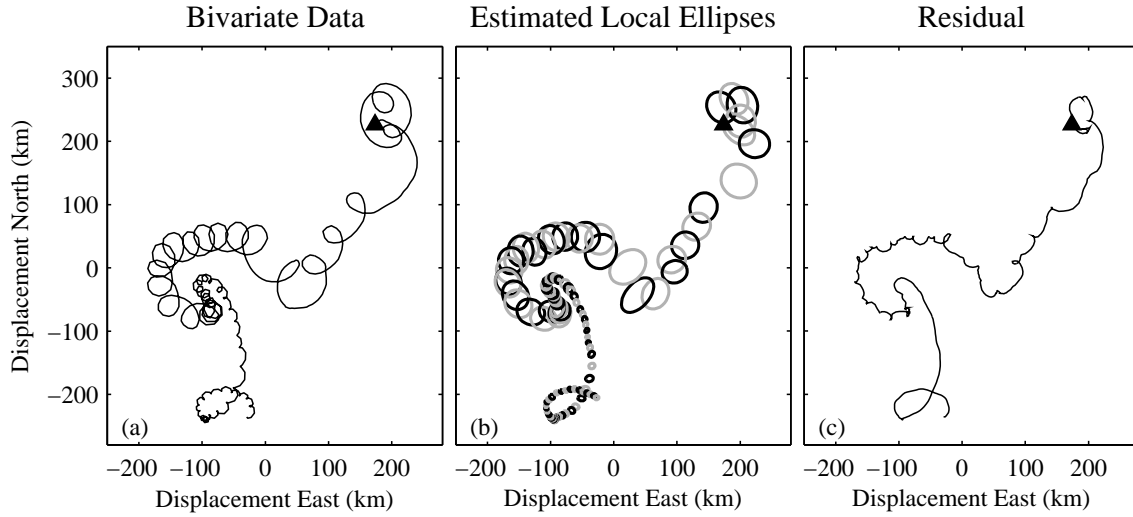 Bivariate Data
Estimated Local Ellipses
Residual
Displacement North (km)
300
200
100
0
−100
−200
(a)
(b)
(c)
−200 −100 0 100 200
−200 −100 0 100 200
−200 −100 0 100 200
Displacement East (km)
Displacement East (km)
Displacement East (km)